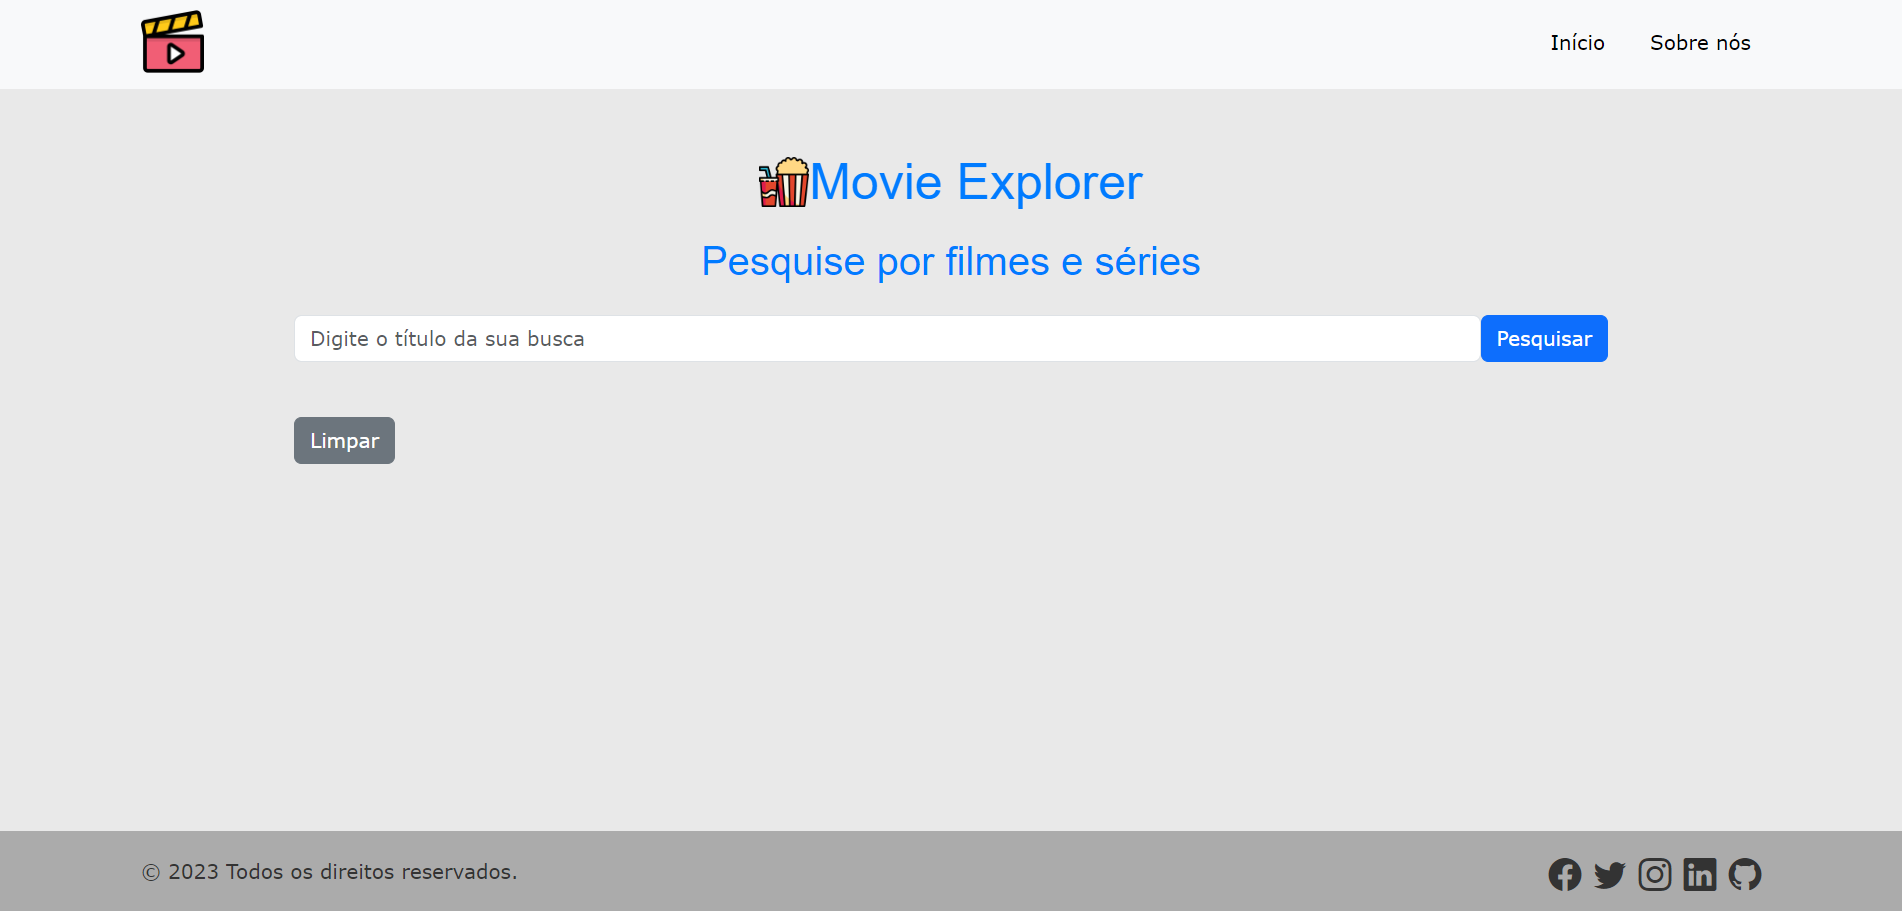 Início Sobre nós
Movie Explorer
Pesquise por filmes e séries
Digite o título da sua busca Pesquisar
Limpar
© 2023 Todos os direitos reservados.